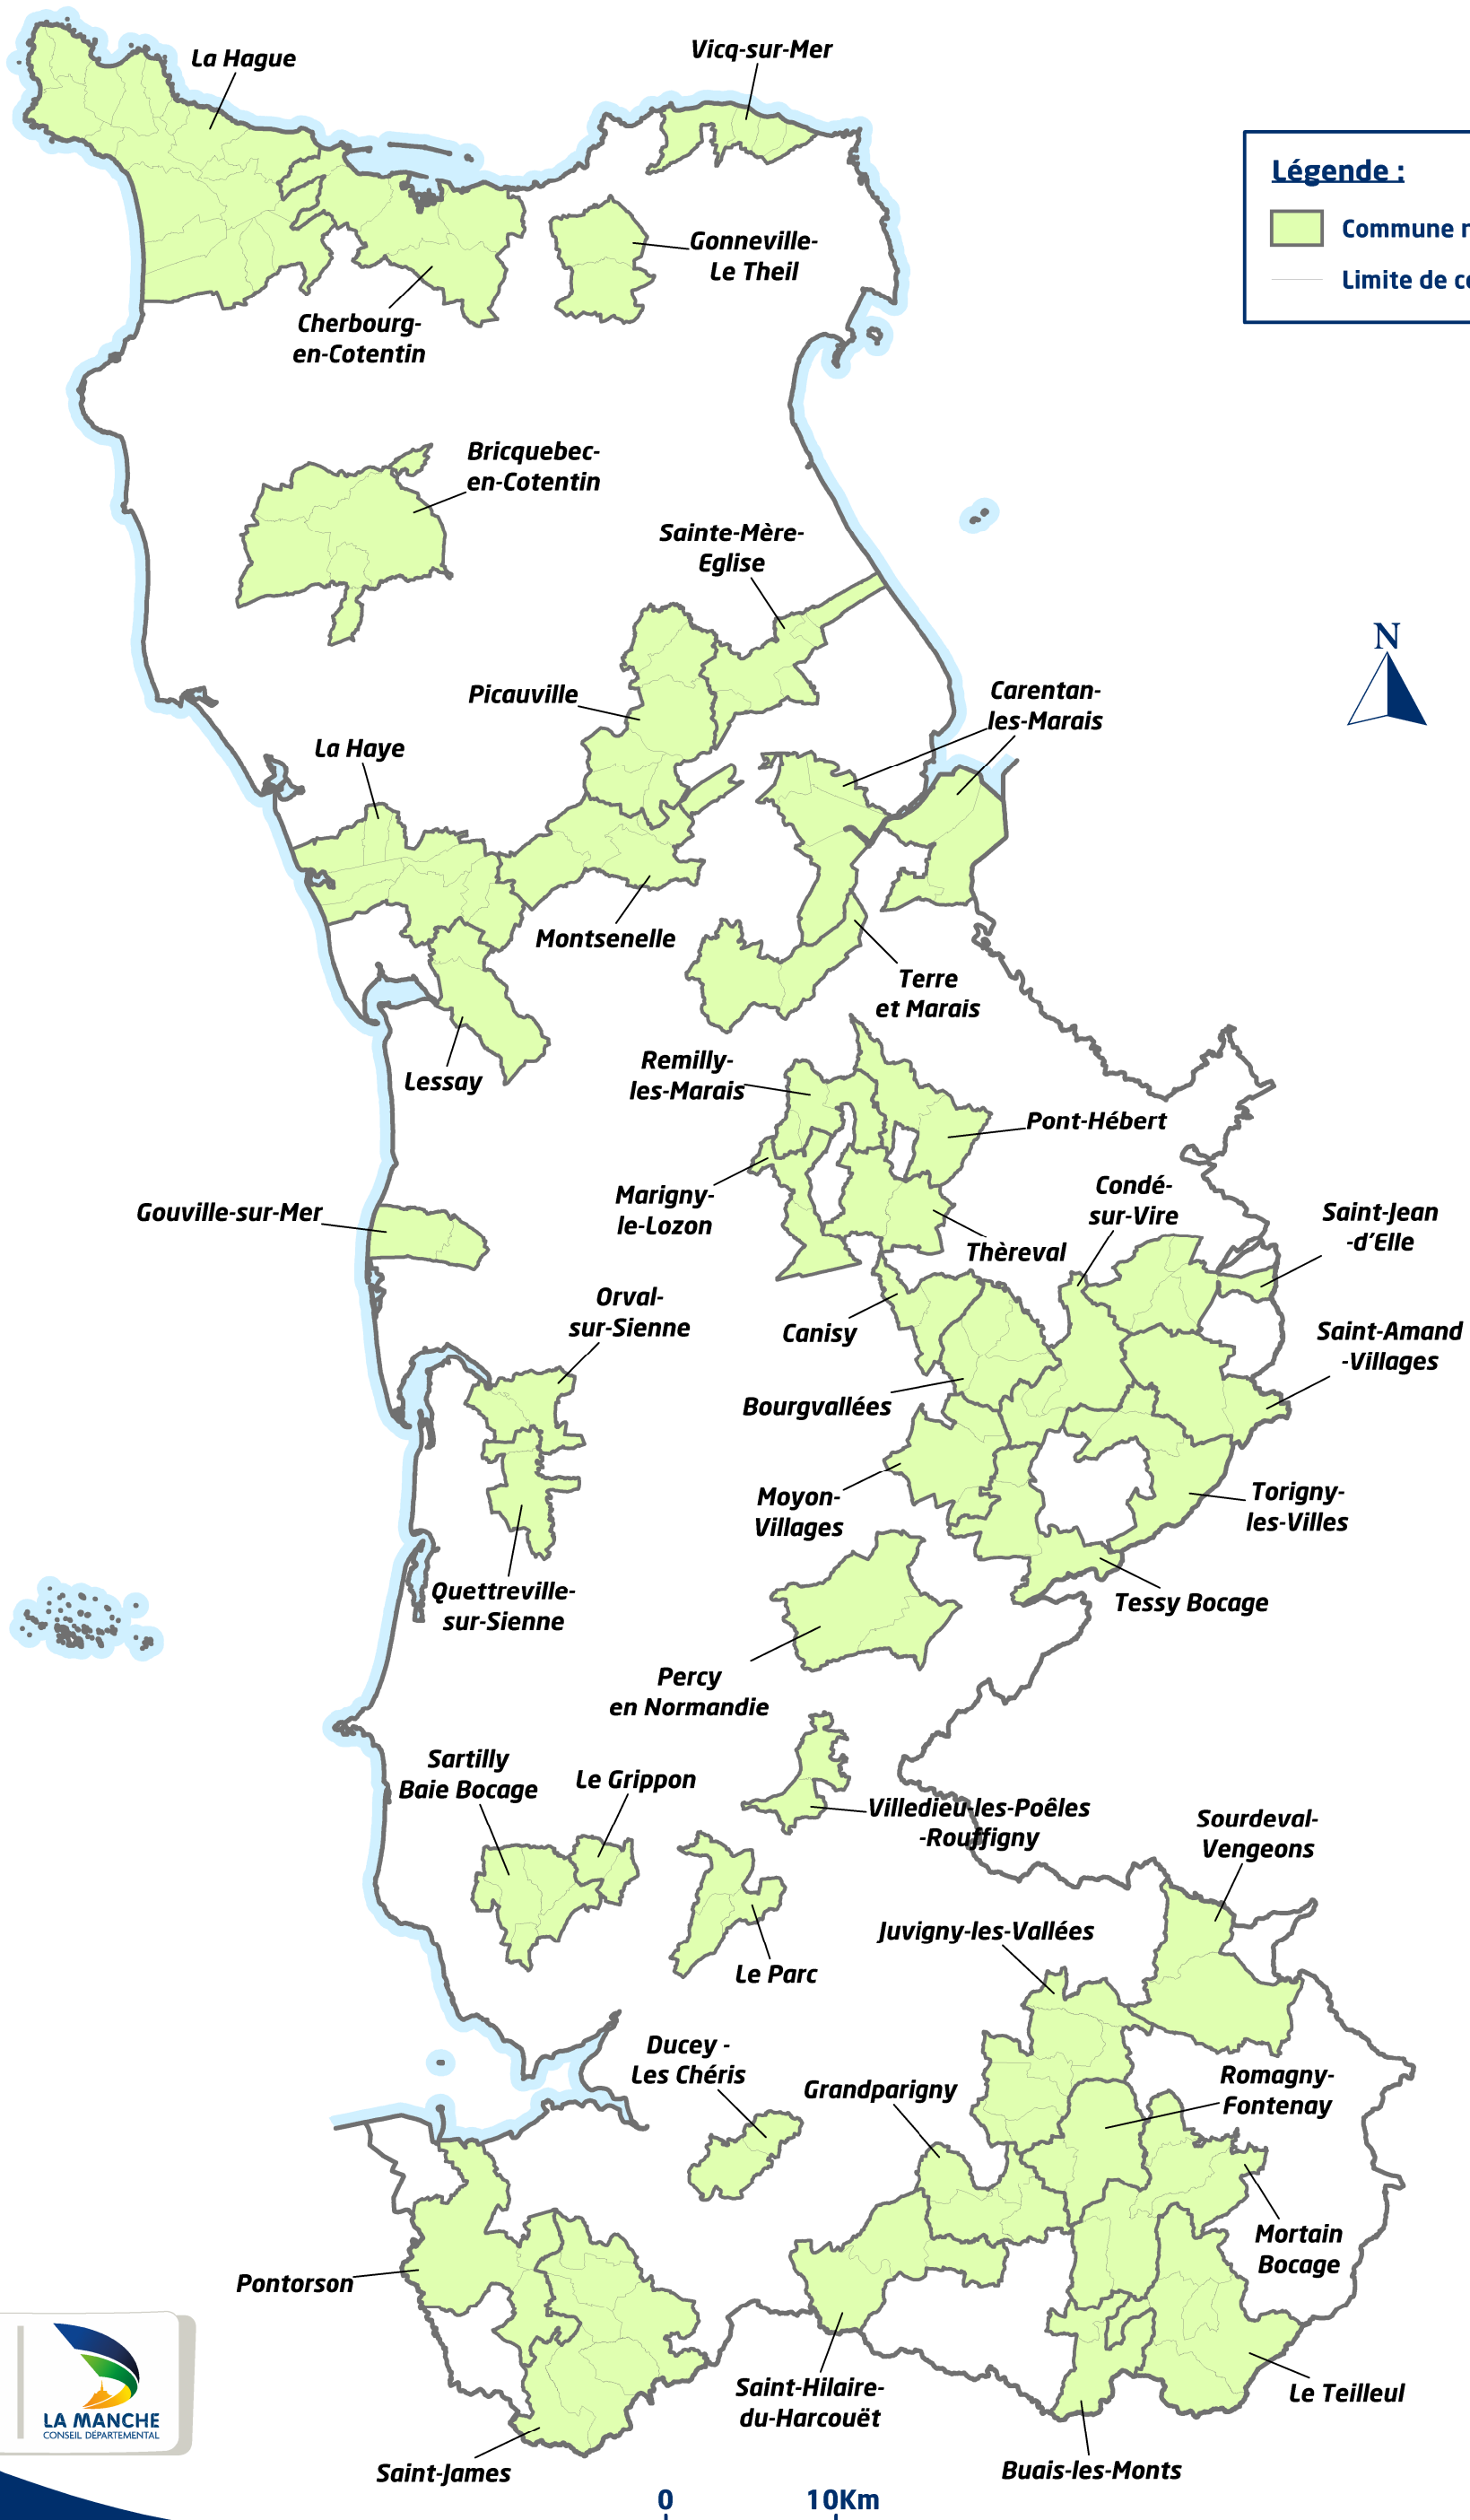 La Hague
Vicq-sur-Mer
Légende :
Commune
Limite de
Gonneville-
Le Theil
Cherbourg-
en-Cotentin
Bricquebec-
en-Cotentin
Sainte-Mère-
Eglise
N
Picauville
Carentan-
les-Marais
La Haye
Montsenelle
Terre
et Marais
Lessay
Remilly-
les-Marais
Pont-Hébert
Marigny-
le-Lozon
Condé-
sur-Vire
Gouville-sur-Mer
Saint-Jean
-d'Elle
Thèreval
Orval-
sur-Sienne
Canisy
Saint-Amand
-Villages
Bourgvallées
Moyon-
Villages
Torigny-
les-Villes
Quettreville-
sur-Sienne
Tessy Bocage
Percy
en Normandie
Sartilly
Baie Bocage
Le Grippon
Villedieu-les-Poêles
-Rouffigny
Sourdeval-
Vengeons
Juvigny-les-Vallées
Le Parc
Ducey -
Les Chéris
Grandparigny
Romagny-
Fontenay
Mortain
Bocage
Pontorson
Saint-Hilaire-
du-Harcouët
Le Teilleul
LA MANCHE
CONSEIL DÉPARTEMENTAL
Saint-James
Buais-les-Monts
0 10Km